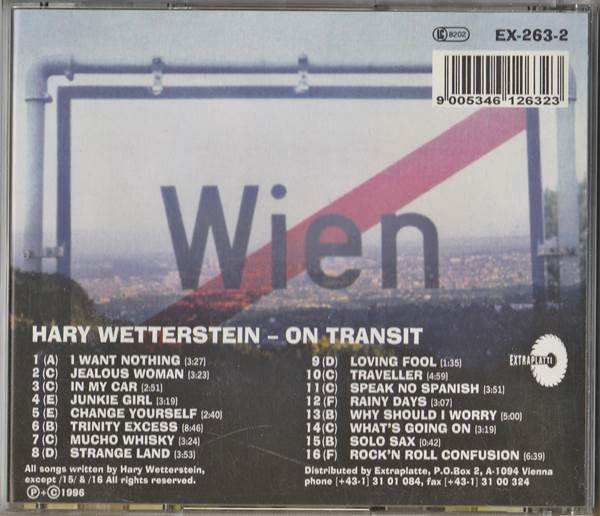 LC 8202
EX-263-2
9 005346 126323
Wien
HARY WETTERSTEIN – ON TRANSIT
1 (A) I WANT NOTHING [3:27]
2 (C) JEALOUS WOMAN [3:23]
3 (C) IN MY CAR [2:51]
4 (E) JUNKIE GIRL [3:19]
5 (E) CHANGE YOURSELF [2:40]
6 (B) TRINITY EXCESS [8:46]
7 (C) MUCHO WHISKY [3:24]
8 (D) STRANGE LAND [3:53]
All songs written by Hary Wetterstein,
except /15/ & /16 All rights reserved.
P + C 1996
9 (D) LOVING FOOL [1:35]
10 (C) TRAVELLER [4:59]
11 (C) SPEAK NO SPANISH [3:51]
12 (F) RAINY DAYS [3:07]
13 (B) WHY SHOULD I WORRY [5:00]
14 (C) WHAT'S GOING ON [3:19]
15 (B) SOLO SAX [0:42]
16 (F) ROCK'N ROLL CONFUSION [6:39]
Distributed by Extraplatte, P.O.Box 2, A-1094 Vienna
phone [+43-1] 31 01 084, fax [+43-1] 31 00 324
EXTRAPLATTE